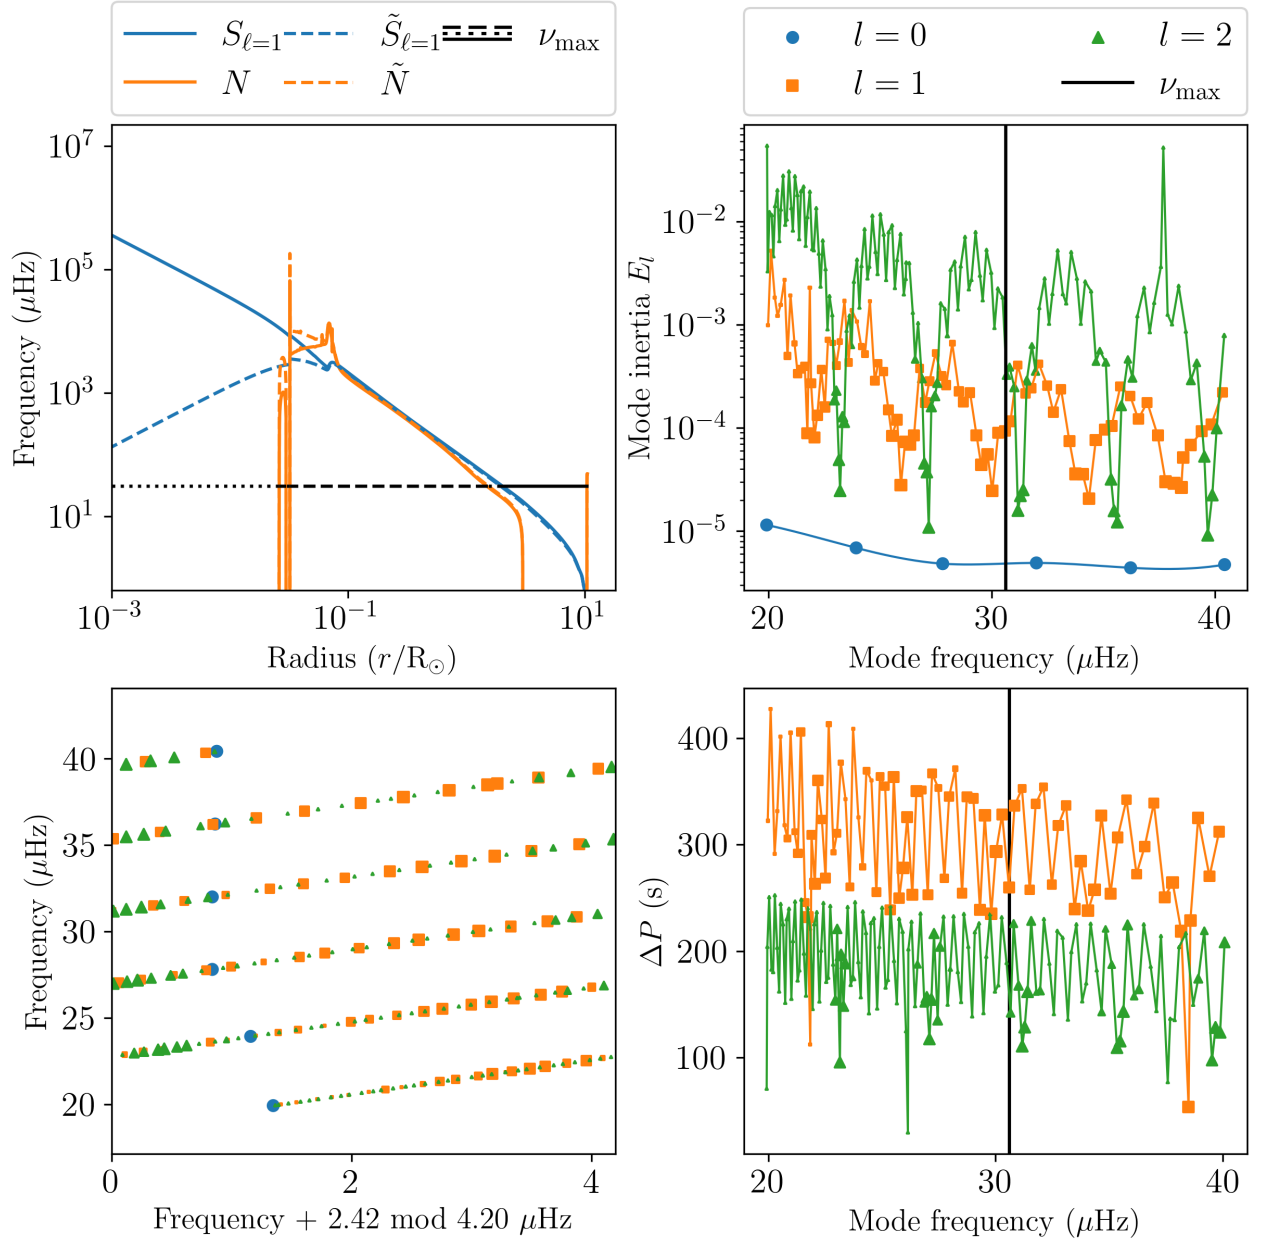 S_{ℓ=1} S̃_{ℓ=1} ν_max
N Ñ
l = 0 l = 2
l = 1 ν_max
10^7
10^5
10^3
10^1
Frequency (μHz)
10^{-3} 10^{-1} 10^1
Radius (r/R_⊙)
10^{-2}
10^{-3}
10^{-4}
10^{-5}
Mode inertia E_l
20 30 40
Mode frequency (μHz)
40
35
30
25
20
Frequency (μHz)
0 2 4
Frequency + 2.42 mod 4.20 μHz
400
300
200
100
ΔP (s)
20 30 40
Mode frequency (μHz)